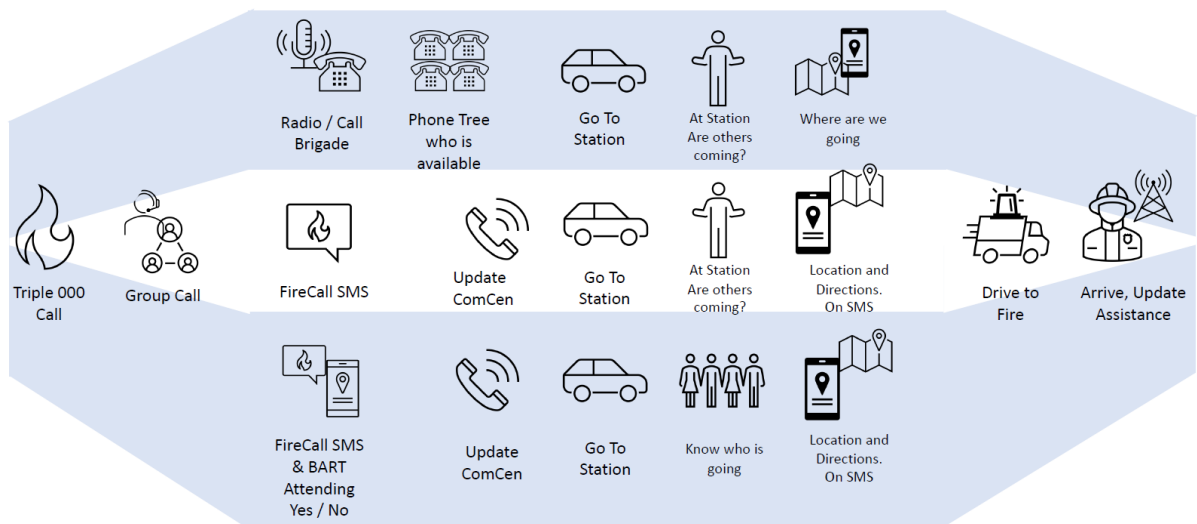 Radio / Call
Brigade
Phone Tree
who is
available
Go To
Station
At Station
Are others
coming?
Where are we
going
Triple 000
Call
Group Call
FireCall SMS
Update
ComCen
Go To
Station
At Station
Are others
coming?
Location and
Directions.
On SMS
Drive to
Fire
Arrive, Update
Assistance
FireCall SMS
& BART
Attending
Yes / No
Update
ComCen
Go To
Station
Know who is
going
Location and
Directions.
On SMS